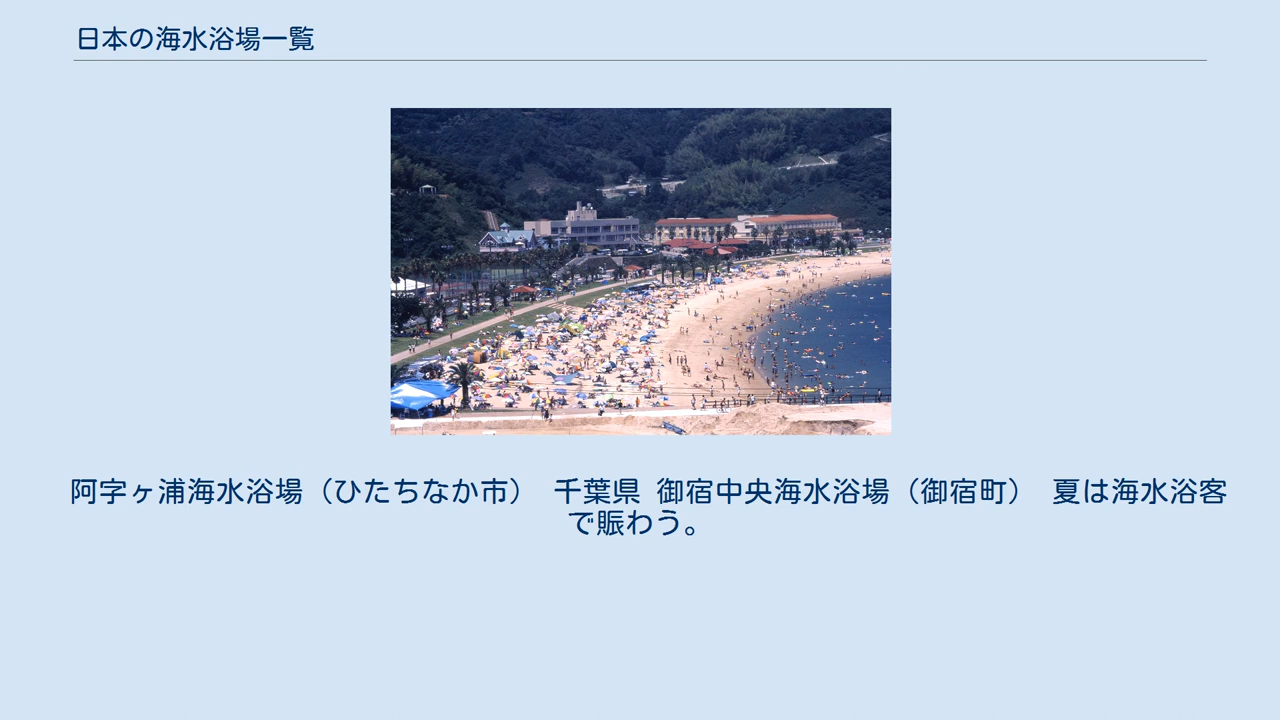 日本の海水浴場一覧
阿字ヶ浦海水浴場（ひたちなか市） 千葉県 御宿中央海水浴場（御宿町） 夏は海水浴客
で賑わう。